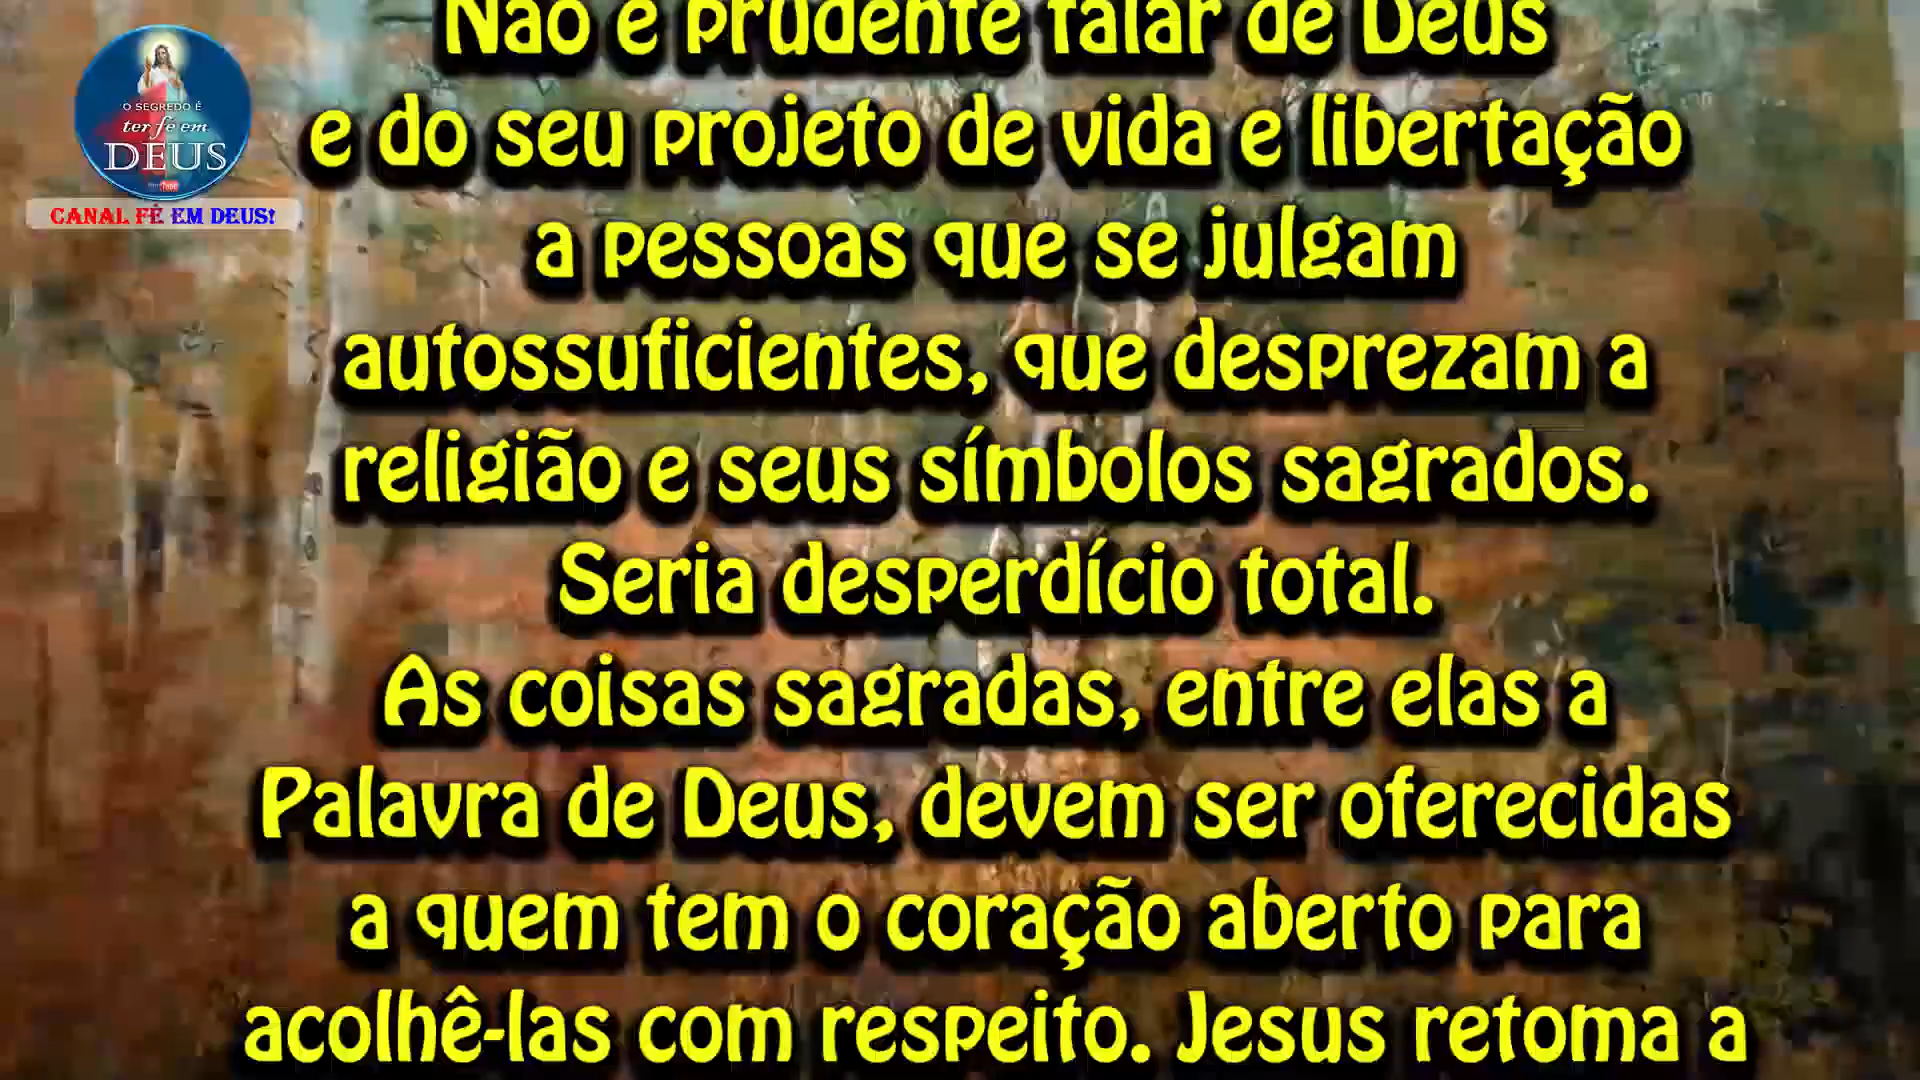 O SEGREDO É
ter fé em
DEUS
CANAL FÉ EM DEUS!
Não é prudente falar de Deus
e do seu projeto de vida e libertação
a pessoas que se julgam
autossuficientes, que desprezam a
religião e seus símbolos sagrados.
Seria desperdício total.
As coisas sagradas, entre elas a
Palavra de Deus, devem ser oferecidas
a quem tem o coração aberto para
acolhê-las com respeito. Jesus retoma a